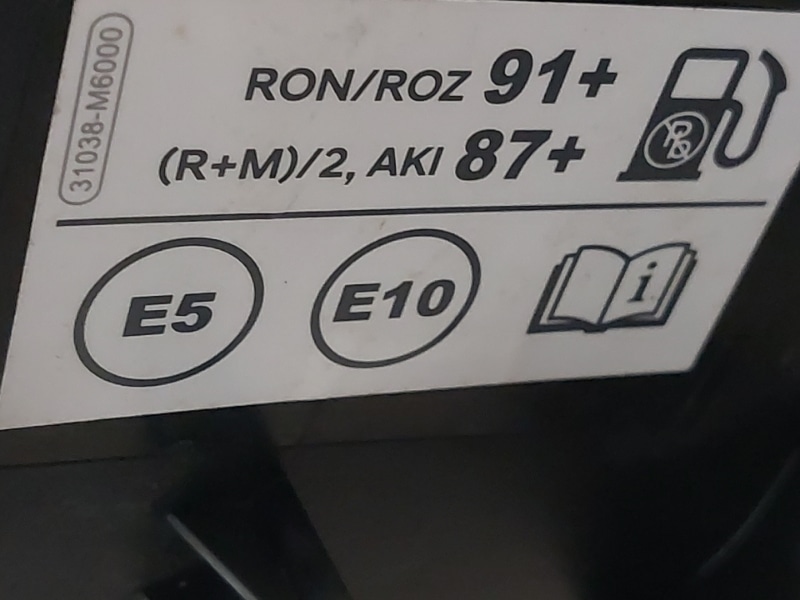 31038-M6000
RON/ROZ 91+
(R+M)/2, AKI 87+
Pb
E5
E10
i